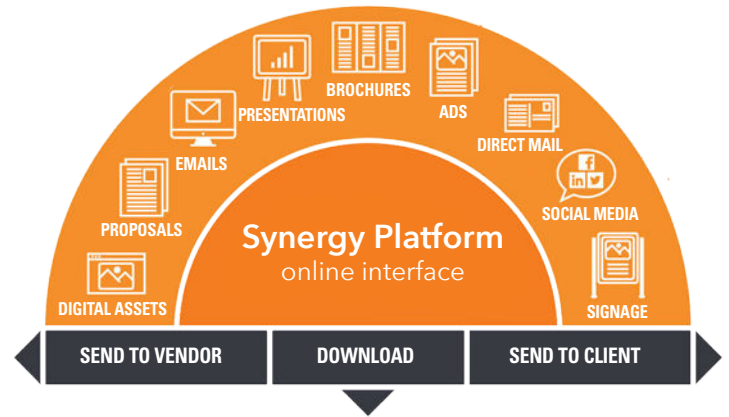 BROCHURES
PRESENTATIONS
ADS
DIRECT MAIL
EMAILS
SOCIAL MEDIA
PROPOSALS
Synergy Platform
online interface
DIGITAL ASSETS
SIGNAGE
f
in
SEND TO VENDOR
DOWNLOAD
SEND TO CLIENT